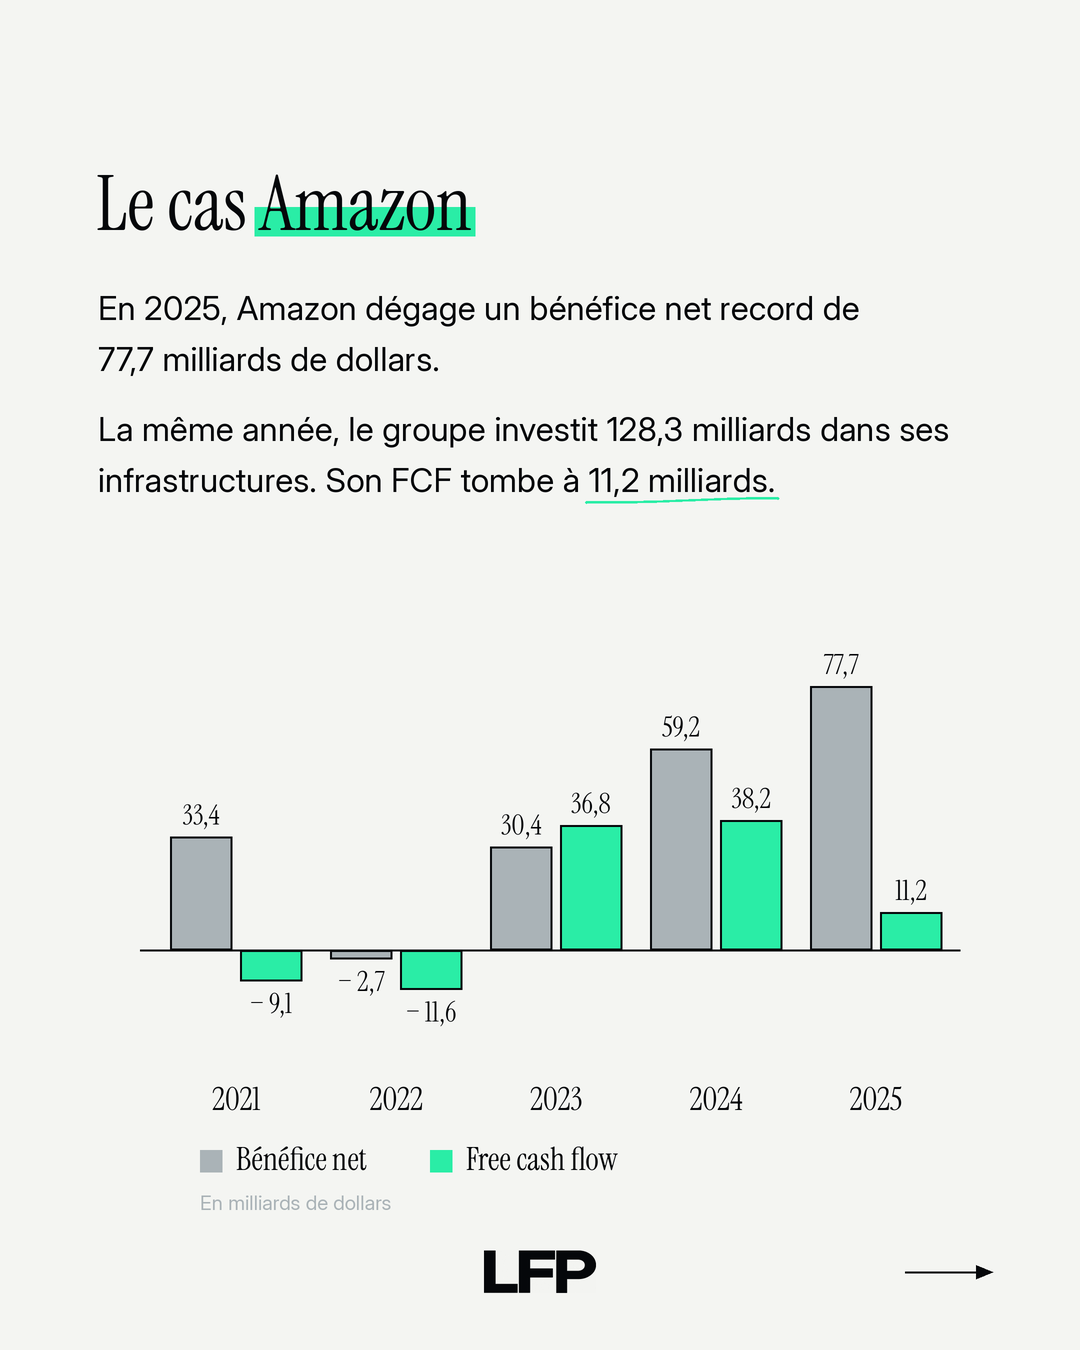 Le cas Amazon
En 2025, Amazon dégage un bénéfice net record de
77,7 milliards de dollars.
La même année, le groupe investit 128,3 milliards dans ses
infrastructures. Son FCF tombe à 11,2 milliards.
77,7
59,2
38,2
36,8
33,4
30,4
11,2
– 2,7
– 9,1
– 11,6
2021 2022 2023 2024 2025
Bénéfice net Free cash flow
En milliards de dollars
LFP